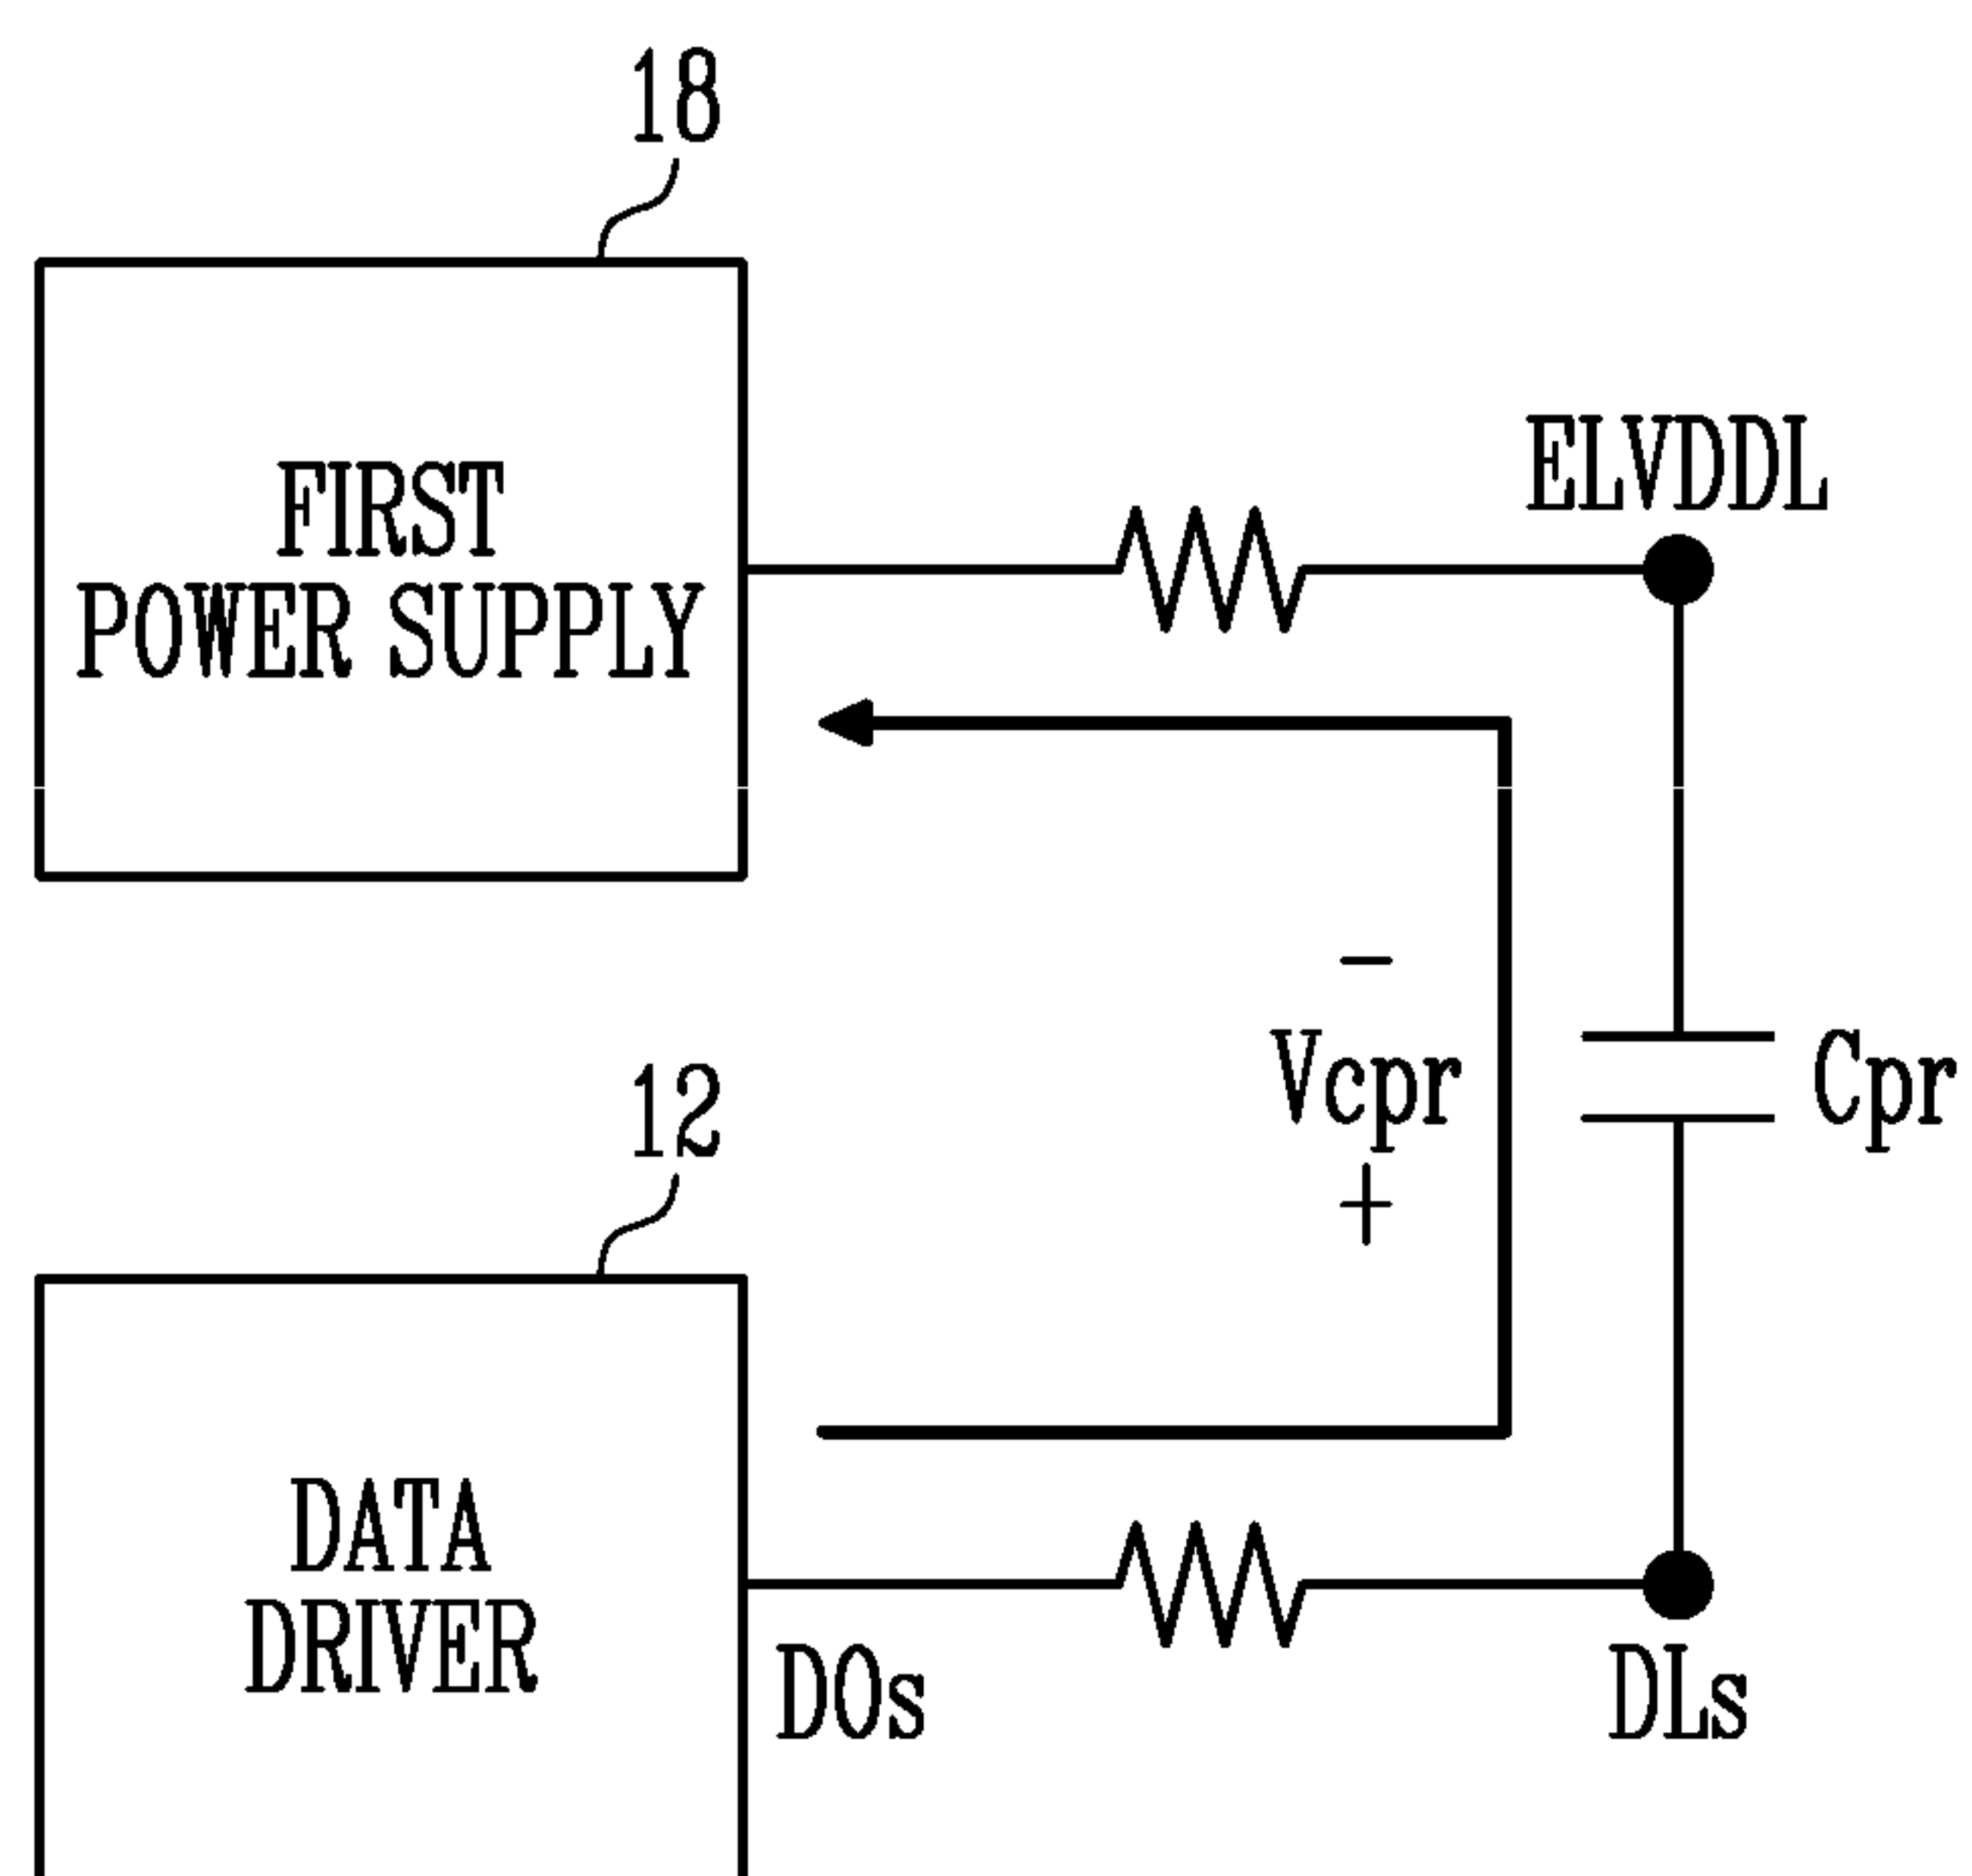 18
FIRST
POWER SUPPLY
ELVDDL
-
Vcpr
+
Cpr
12
DATA
DRIVER
DOs
DLs